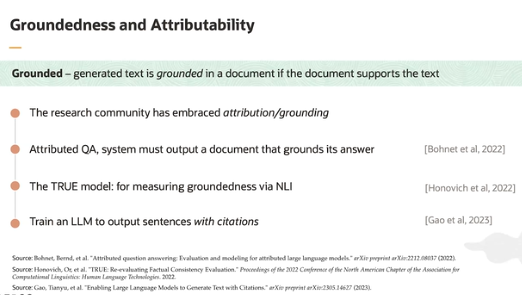 Groundedness and Attributability
Grounded – generated text is grounded in a document if the document supports the text
The research community has embraced attribution/grounding
Attributed QA, system must output a document that grounds its answer [Bohnet et al, 2022]
The TRUE model: for measuring groundedness via NLI [Honovich et al, 2022]
Train an LLM to output sentences with citations [Gao et al, 2023]
Source: Bohnet, Bernd, et al. "Attributed question answering: Evaluation and modeling for attributed large language models." arXiv preprint arXiv:2212.08037 (2022).
Source: Honovich, Or, et al. "TRUE: Re-evaluating Factual Consistency Evaluation." Proceedings of the 2022 Conference of the North American Chapter of the Association for
Computational Linguistics: Human Language Technologies. 2022.
Source: Gao, Tianyu, et al. "Enabling Large Language Models to Generate Text with Citations." arXiv preprint arXiv:2305.14627 (2023).